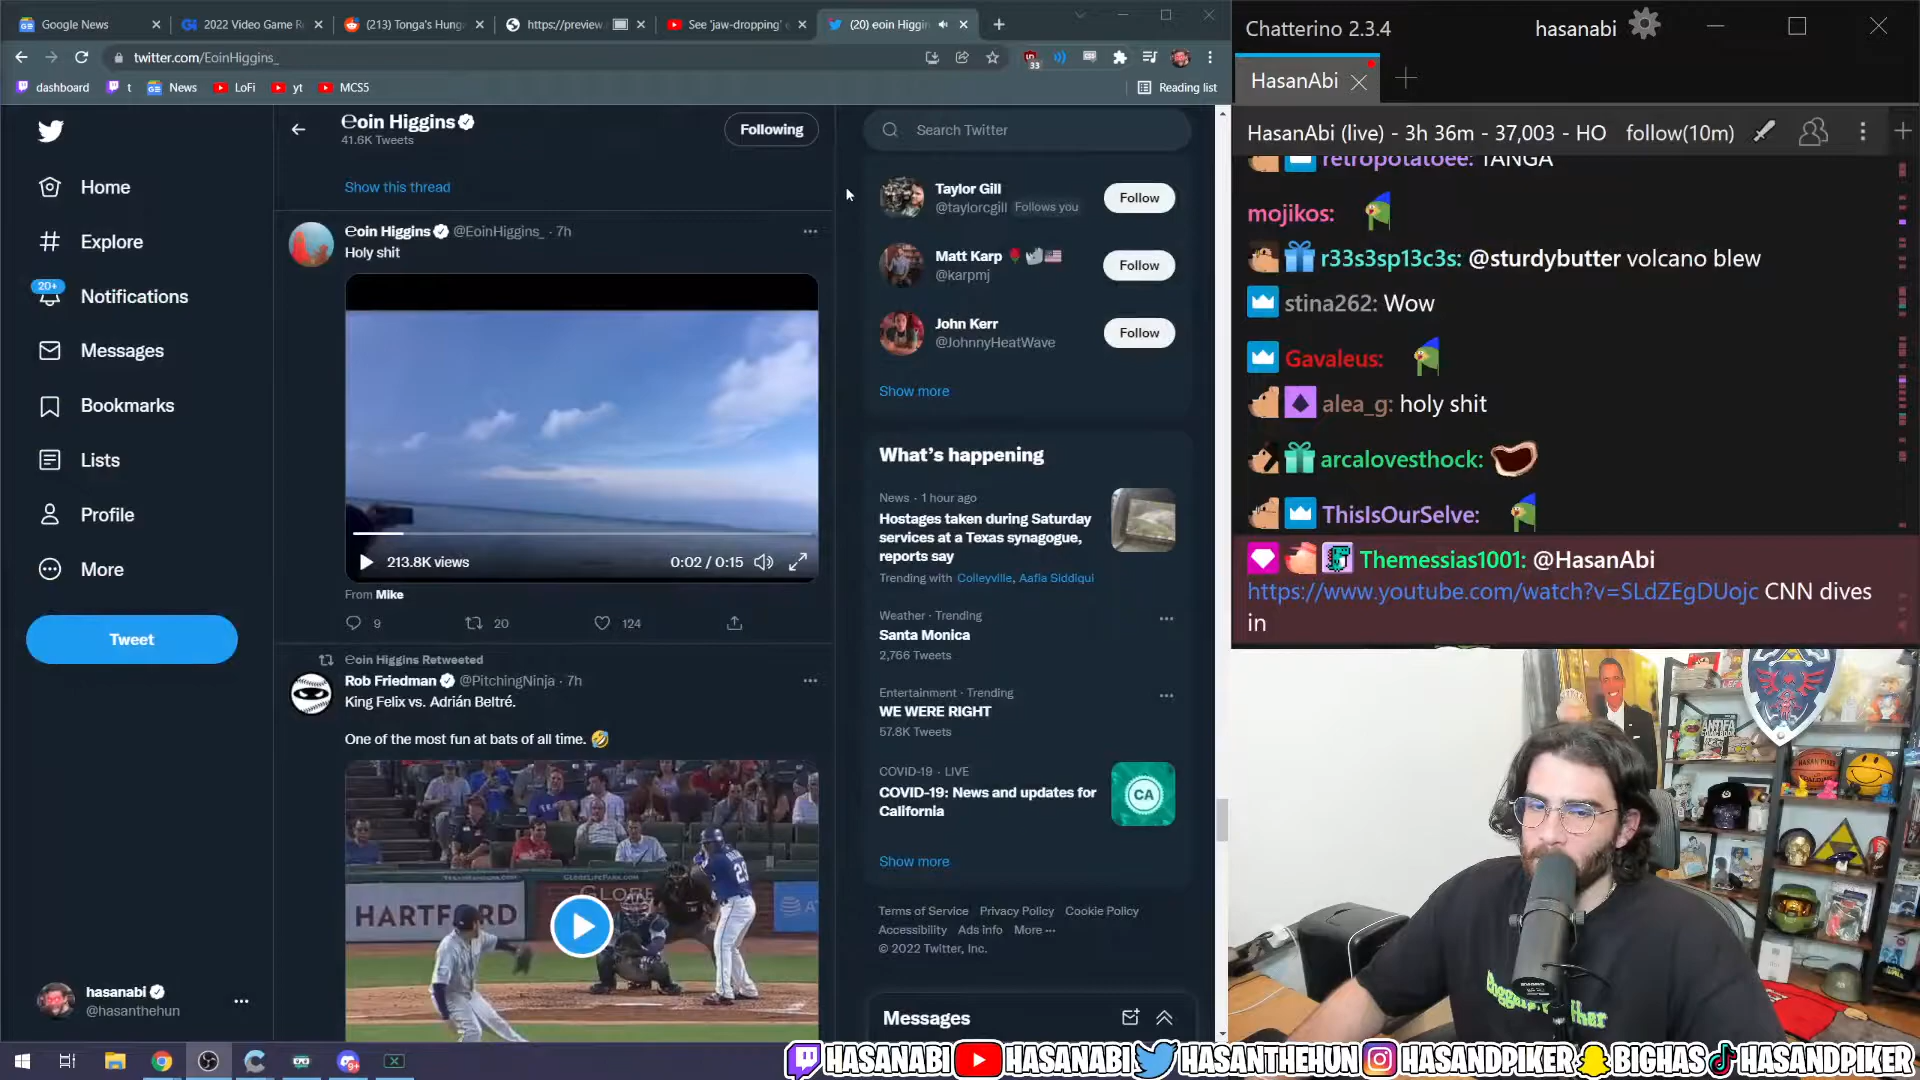 Google News
2022 Video Game R
(213) Tonga's Hung
https://preview.
See 'jaw-dropping' e
(20) eoin Higgin
twitter.com/EoinHiggins_
33
dashboard
t
News
LoFi
yt
MCS5
Reading list
℮oin Higgins
41.6K Tweets
Following
Search Twitter
Home
Explore
20+
Notifications
Messages
Bookmarks
Lists
Profile
More
Tweet
hasanabi
@hasanthehun
Show this thread
℮oin Higgins @EoinHiggins_ · 7h
Holy shit
213.8K views
0:02 / 0:15
From Mike
9
20
124
℮oin Higgins Retweeted
Rob Friedman @PitchingNinja · 7h
King Felix vs. Adrián Beltré.
One of the most fun at bats of all time. 🤣
HARTFORD
Taylor Gill
@taylorcgill Follows you
Follow
Matt Karp
@karpmj
Follow
John Kerr
@JohnnyHeatWave
Follow
Show more
What's happening
News · 1 hour ago
Hostages taken during Saturday
services at a Texas synagogue,
reports say
Trending with Colleyville, Aafia Siddiqui
Weather · Trending
Santa Monica
2,766 Tweets
Entertainment · Trending
WE WERE RIGHT
57.8K Tweets
COVID-19 · LIVE
COVID-19: News and updates for
California
CA
Show more
Terms of Service Privacy Policy Cookie Policy
Accessibility Ads info More ···
© 2022 Twitter, Inc.
Messages
Chatterino 2.3.4
hasanabi
HasanAbi
HasanAbi (live) - 3h 36m - 37,003 - HO
follow(10m)
retropotatoee: TANGA
mojikos:
r33s3sp13c3s: @sturdybutter volcano blew
stina262: Wow
Gavaleus:
alea_g: holy shit
arcalovesthock:
ThisIsOurSelve:
Themessias1001: @HasanAbi
https://www.youtube.com/watch?v=SLdZEgDUojc CNN dives
in
HASANABI HASANABI HASANTHEHUN HASANDPIKER BIGHAS HASANDPIKER